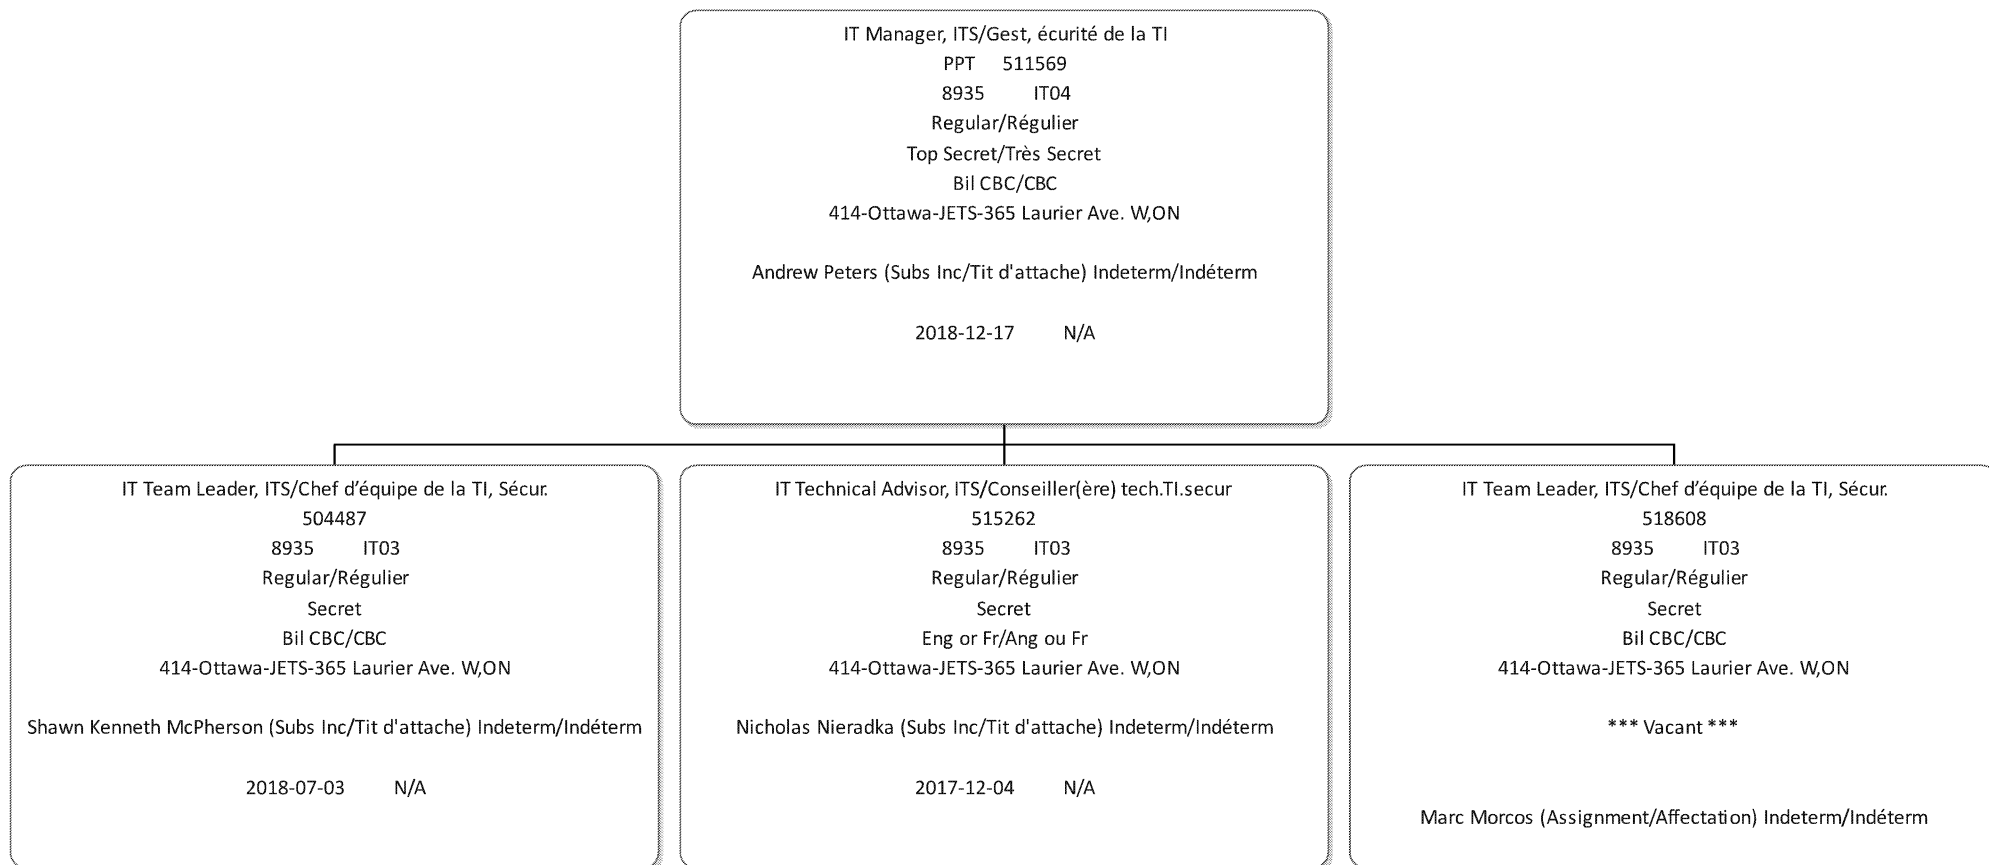 IT Manager, ITS/Gest, écurité de la TI
PPT 511569
8935 IT04
Regular/Régulier
Top Secret/Très Secret
Bil CBC/CBC
414-Ottawa-JETS-365 Laurier Ave. W,ON
Andrew Peters (Subs Inc/Tit d'attache) Indeterm/Indéterm
2018-12-17 N/A
IT Team Leader, ITS/Chef d’équipe de la TI, Sécur.
504487
8935 IT03
Regular/Régulier
Secret
Bil CBC/CBC
414-Ottawa-JETS-365 Laurier Ave. W,ON
Shawn Kenneth McPherson (Subs Inc/Tit d'attache) Indeterm/Indéterm
2018-07-03 N/A
IT Technical Advisor, ITS/Conseiller(ère) tech.TI.secur
515262
8935 IT03
Regular/Régulier
Secret
Eng or Fr/Ang ou Fr
414-Ottawa-JETS-365 Laurier Ave. W,ON
Nicholas Nieradka (Subs Inc/Tit d'attache) Indeterm/Indéterm
2017-12-04 N/A
IT Team Leader, ITS/Chef d’équipe de la TI, Sécur.
518608
8935 IT03
Regular/Régulier
Secret
Bil CBC/CBC
414-Ottawa-JETS-365 Laurier Ave. W,ON
*** Vacant ***
Marc Morcos (Assignment/Affectation) Indeterm/Indéterm